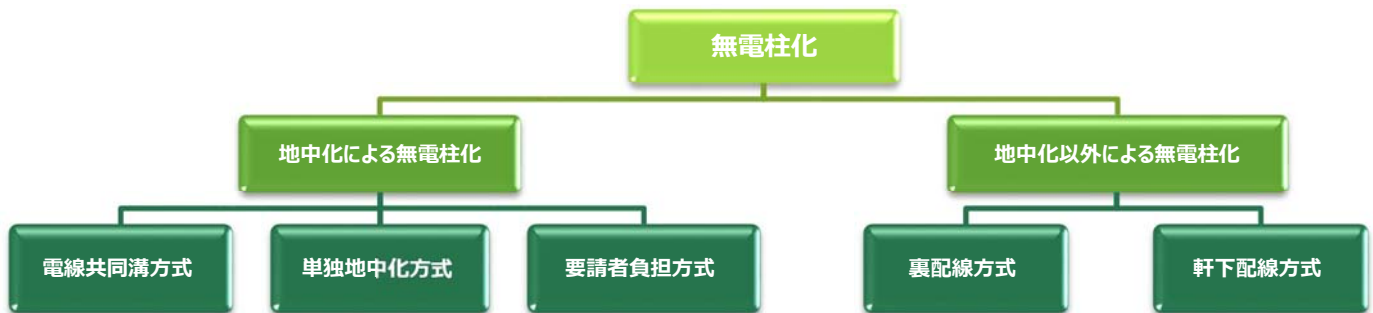 無電柱化
地中化による無電柱化
地中化以外による無電柱化
電線共同溝方式
単独地中化方式
要請者負担方式
裏配線方式
軒下配線方式